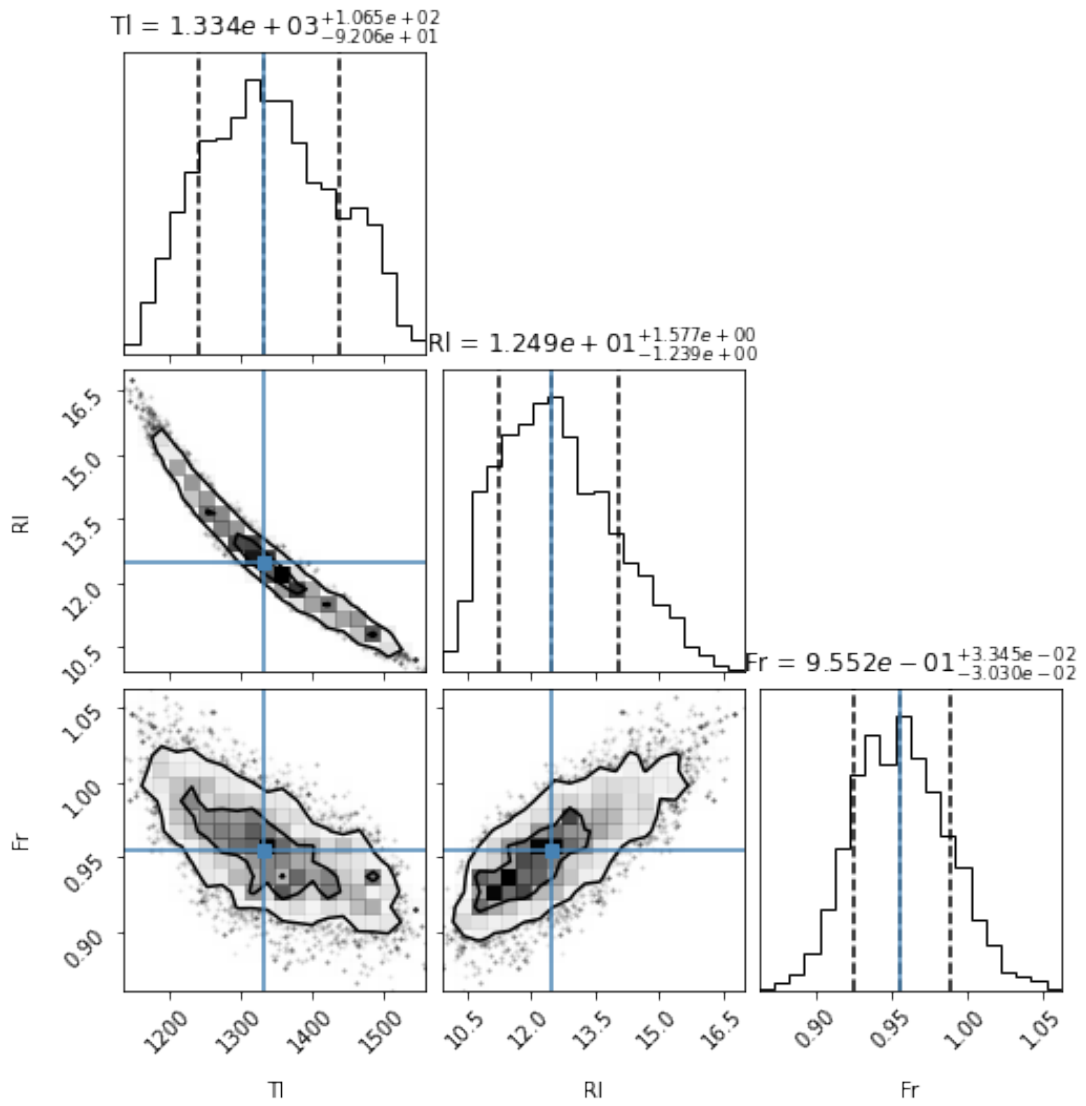 Tl = 1.334e + 03 +1.065e + 02 −9.206e + 01
Rl = 1.249e + 01 +1.577e + 00 −1.239e + 00
16.5
15.0
13.5
12.0
10.5
Rl
Fr = 9.552e − 01 +3.345e − 02 −3.030e − 02
1.05
1.00
0.95
0.90
Fr
1200 1300 1400 1500
10.5 12.0 13.5 15.0 16.5
0.90 0.95 1.00 1.05
Tl
Rl
Fr